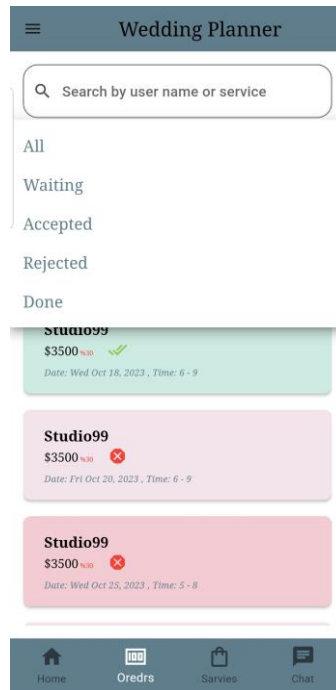 Wedding Planner
Search by user name or service
All
Waiting
Accepted
Rejected
Done
Studio99
$3500 %30
Date: Wed Oct 18, 2023 , Time: 6 - 9
Studio99
$3500 %30
Date: Fri Oct 20, 2023 , Time: 6 - 9
Studio99
$3500 %30
Date: Wed Oct 25, 2023 , Time: 5 - 8
Home Oredrs Sarvies Chat